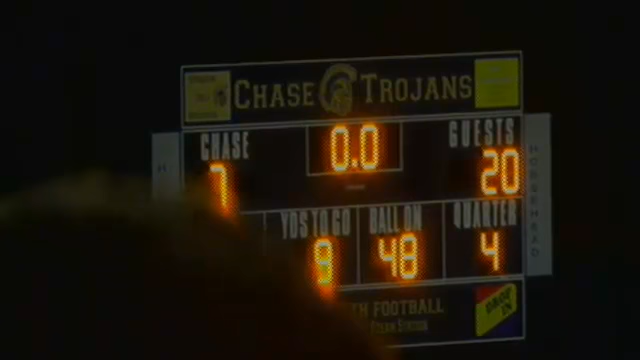 CHASE TROJANS
CHASE 0.0 GUESTS
7 20
YDS TO GO BALL ON QUARTER
9 48 4
FOOTBALL